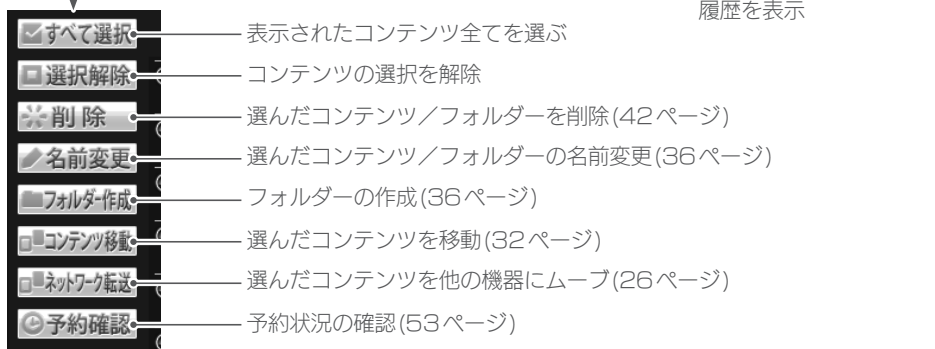 履歴を表示
すべて選択 表示されたコンテンツ全てを選ぶ
選択解除 コンテンツの選択を解除
削除 選んだコンテンツ／フォルダーを削除(42ページ)
名前変更 選んだコンテンツ／フォルダーの名前変更(36ページ)
フォルダー作成 フォルダーの作成(36ページ)
コンテンツ移動 選んだコンテンツを移動(32ページ)
ネットワーク転送 選んだコンテンツを他の機器にムーブ(26ページ)
予約確認 予約状況の確認(53ページ)